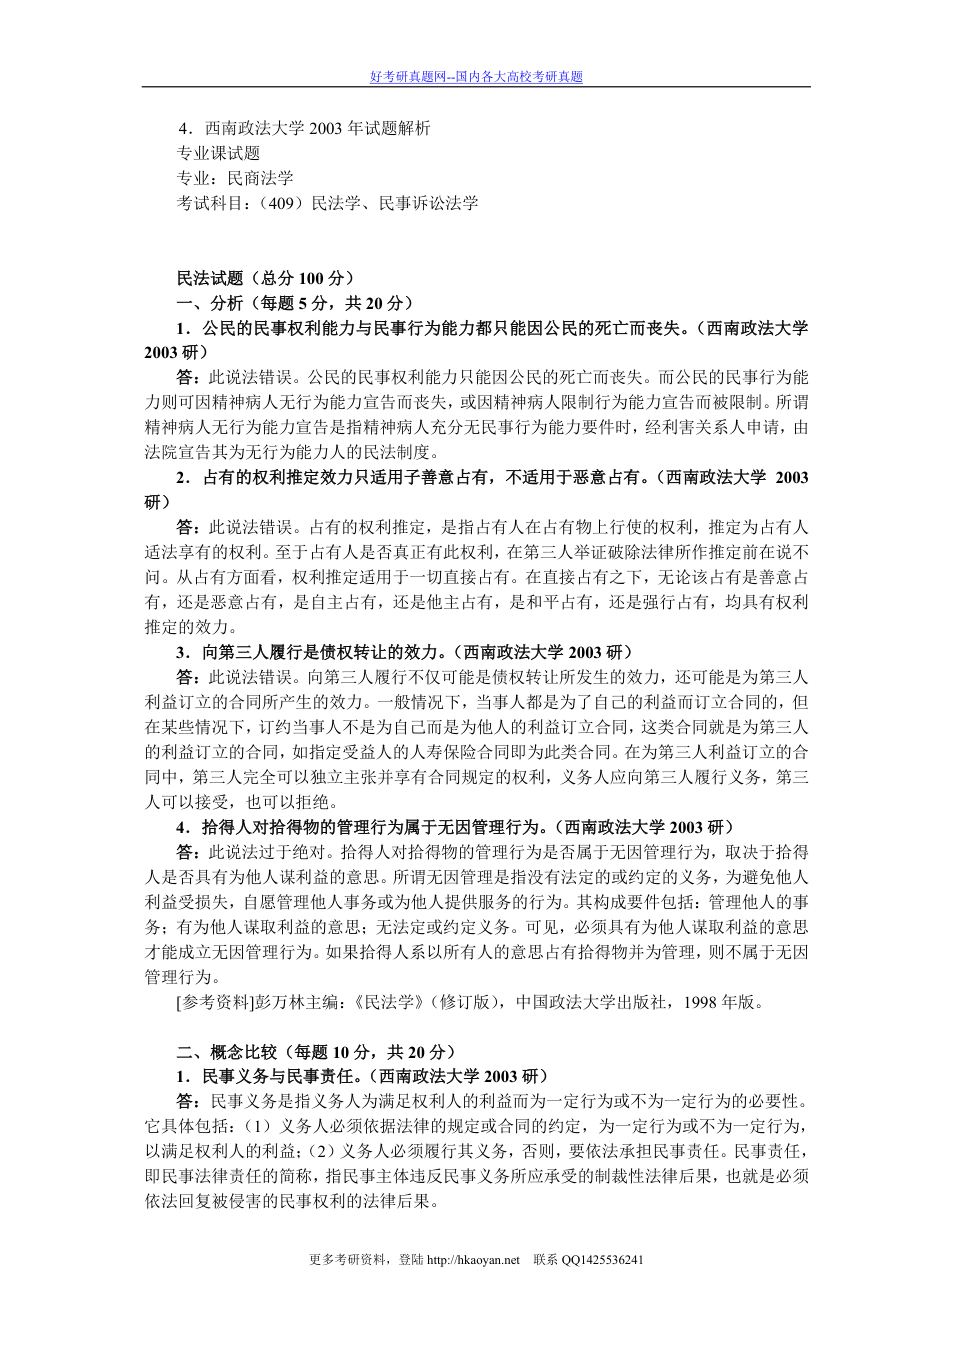 好考研真题网--国内各大高校考研真题
4．西南政法大学 2003 年试题解析
专业课试题
专业：民商法学
考试科目：（409）民法学、民事诉讼法学
民法试题（总分 100 分）
一、分析（每题 5 分，共 20 分）
1．公民的民事权利能力与民事行为能力都只能因公民的死亡而丧失。（西南政法大学
2003 研）
答：此说法错误。公民的民事权利能力只能因公民的死亡而丧失。而公民的民事行为能
力则可因精神病人无行为能力宣告而丧失，或因精神病人限制行为能力宣告而被限制。所谓
精神病人无行为能力宣告是指精神病人充分无民事行为能力要件时，经利害关系人申请，由
法院宣告其为无行为能力人的民法制度。
2．占有的权利推定效力只适用子善意占有，不适用于恶意占有。（西南政法大学 2003
研）
答：此说法错误。占有的权利推定，是指占有人在占有物上行使的权利，推定为占有人
适法享有的权利。至于占有人是否真正有此权利，在第三人举证破除法律所作推定前在说不
问。从占有方面看，权利推定适用于一切直接占有。在直接占有之下，无论该占有是善意占
有，还是恶意占有，是自主占有，还是他主占有，是和平占有，还是强行占有，均具有权利
推定的效力。
3．向第三人履行是债权转让的效力。（西南政法大学 2003 研）
答：此说法错误。向第三人履行不仅可能是债权转让所发生的效力，还可能是为第三人
利益订立的合同所产生的效力。一般情况下，当事人都是为了自己的利益而订立合同的，但
在某些情况下，订约当事人不是为自己而是为他人的利益订立合同，这类合同就是为第三人
的利益订立的合同，如指定受益人的人寿保险合同即为此类合同。在为第三人利益订立的合
同中，第三人完全可以独立主张并享有合同规定的权利，义务人应向第三人履行义务，第三
人可以接受，也可以拒绝。
4．拾得人对拾得物的管理行为属于无因管理行为。（西南政法大学 2003 研）
答：此说法过于绝对。拾得人对拾得物的管理行为是否属于无因管理行为，取决于拾得
人是否具有为他人谋利益的意思。所谓无因管理是指没有法定的或约定的义务，为避免他人
利益受损失，自愿管理他人事务或为他人提供服务的行为。其构成要件包括：管理他人的事
务；有为他人谋取利益的意思；无法定或约定义务。可见，必须具有为他人谋取利益的意思
才能成立无因管理行为。如果拾得人系以所有人的意思占有拾得物并为管理，则不属于无因
管理行为。
[参考资料]彭万林主编：《民法学》（修订版），中国政法大学出版社，1998 年版。
二、概念比较（每题 10 分，共 20 分）
1．民事义务与民事责任。（西南政法大学 2003 研）
答：民事义务是指义务人为满足权利人的利益而为一定行为或不为一定行为的必要性。
它具体包括：（1）义务人必须依据法律的规定或合同的约定，为一定行为或不为一定行为，
以满足权利人的利益；（2）义务人必须履行其义务，否则，要依法承担民事责任。民事责任，
即民事法律责任的简称，指民事主体违反民事义务所应承受的制裁性法律后果，也就是必须
依法回复被侵害的民事权利的法律后果。
更多考研资料，登陆 http://hkaoyan.net 联系 QQ1425536241